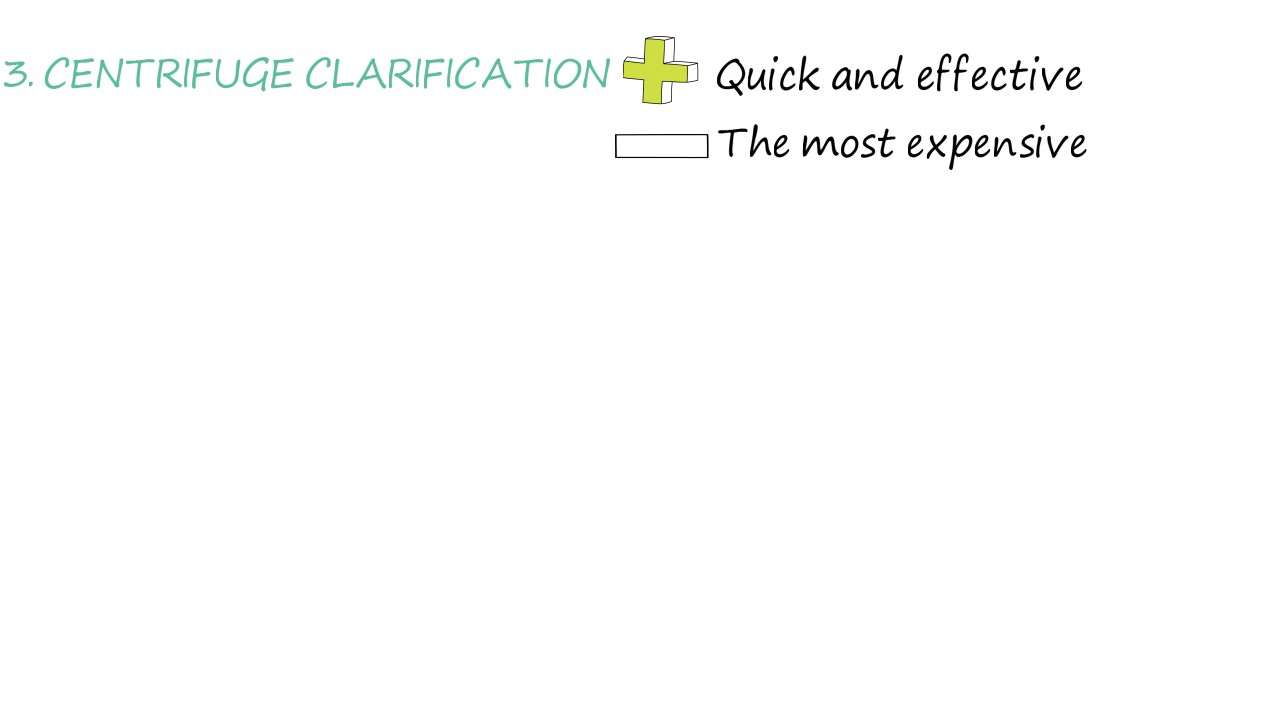 3. CENTRIFUGE CLARIFICATION Quick and effective
The most expensive